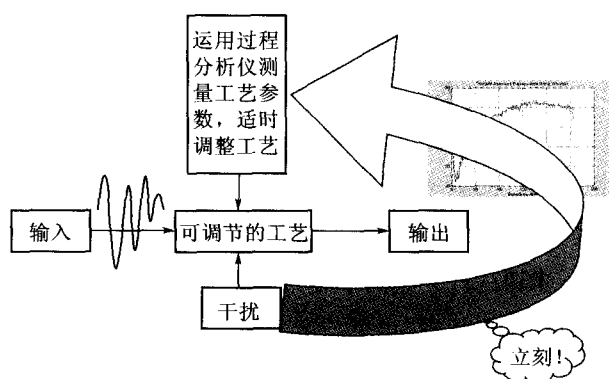 运用过程
分析仪测
量工艺参
数，适时
调整工艺
输入
可调节的工艺
输出
干扰
立刻！